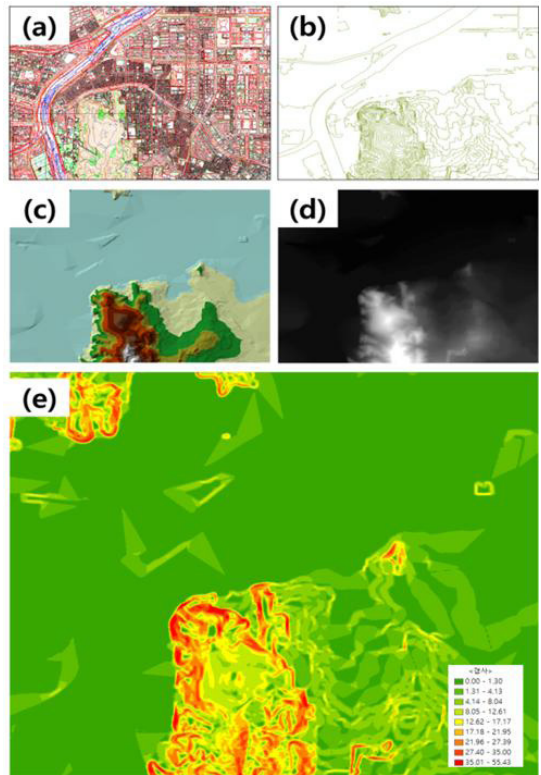 (a)
(b)
(c)
(d)
(e)
<경사>
0.00 - 1.30
1.31 - 4.13
4.14 - 8.04
8.05 - 12.61
12.62 - 17.17
17.18 - 21.95
21.96 - 27.39
27.40 - 35.00
35.01 - 55.43